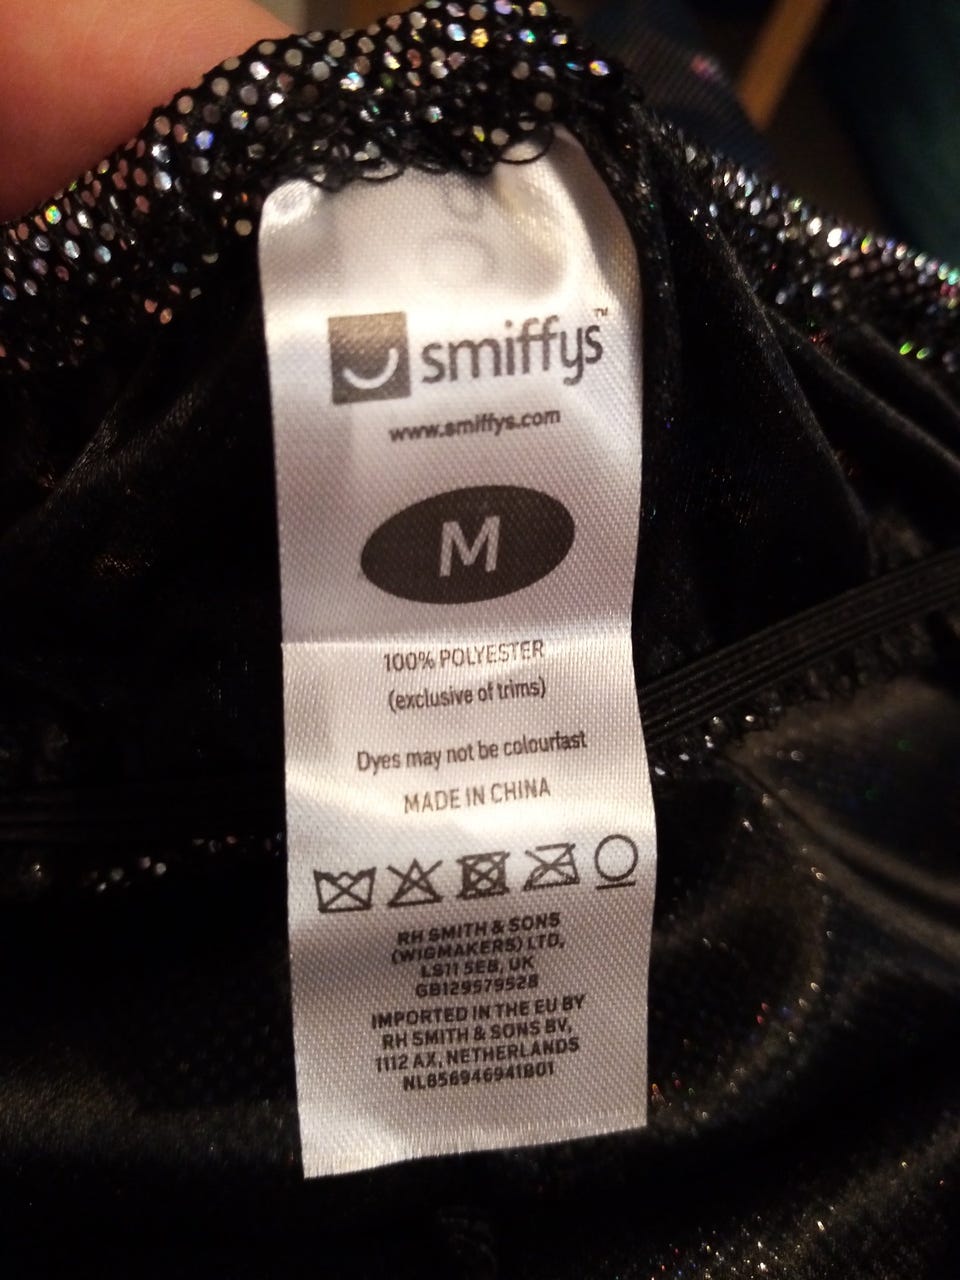 smiffys™
www.smiffys.com
M
100% POLYESTER
(exclusive of trims)
Dyes may not be colourfast
MADE IN CHINA
RH SMITH & SONS
(WIGMAKERS) LTD,
LS11 5EB, UK
GB129579528
IMPORTED IN THE EU BY
RH SMITH & SONS BV,
1112 AX, NETHERLANDS
NL856946941B01